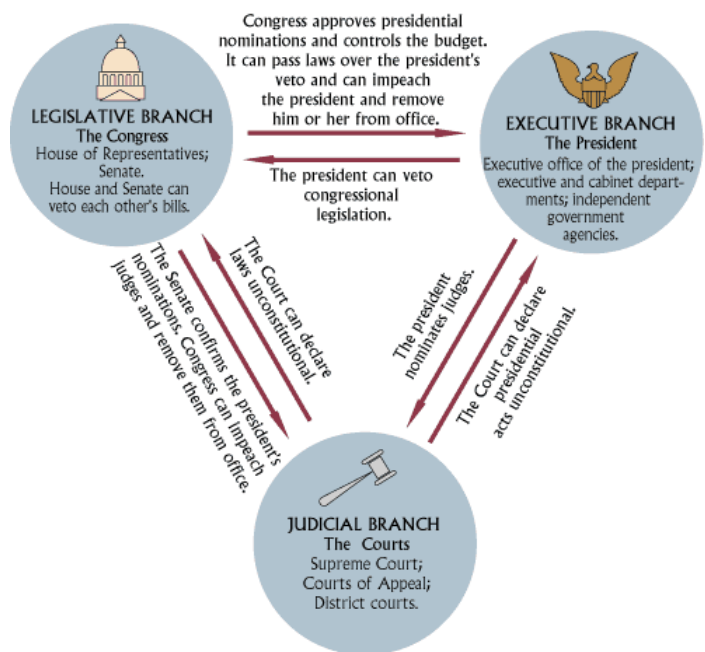 Congress approves presidential
nominations and controls the budget.
It can pass laws over the president's
veto and can impeach
the president and remove
him or her from office.
LEGISLATIVE BRANCH
The Congress
House of Representatives;
Senate.
House and Senate can
veto each other's bills.
EXECUTIVE BRANCH
The President
Executive office of the president;
executive and cabinet depart-
ments; independent
government
agencies.
The president can veto
congressional
legislation.
The Senate confirms the president's
nominations. Congress can impeach
judges and remove them from office.
The Court can declare
laws unconstitutional.
The president
nominates judges.
The Court can declare
presidential
acts unconstitutional.
JUDICIAL BRANCH
The Courts
Supreme Court;
Courts of Appeal;
District courts.